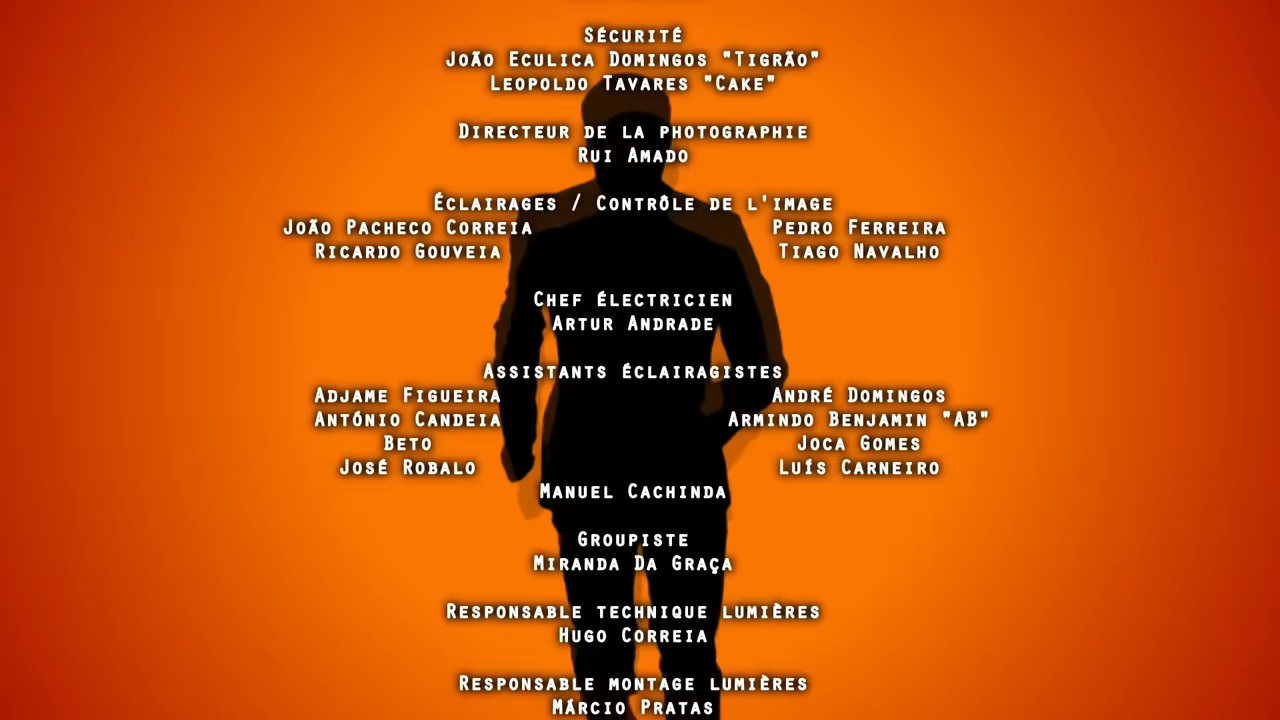 Sécurité
João Eculica Domingos "Tigrão"
Leopoldo Tavares "Cake"
Directeur de la photographie
Rui Amado
Éclairages / Contrôle de l'image
João Pacheco Correia Pedro Ferreira
Ricardo Gouveia Tiago Navalho
Chef électricien
Artur Andrade
Assistants éclairagistes
Adjame Figueira André Domingos
António Candeia Armindo Benjamin "AB"
Beto Joca Gomes
José Robalo Luís Carneiro
Manuel Cachinda
Groupiste
Miranda Da Graça
Responsable technique lumières
Hugo Correia
Responsable montage lumières
Márcio Pratas